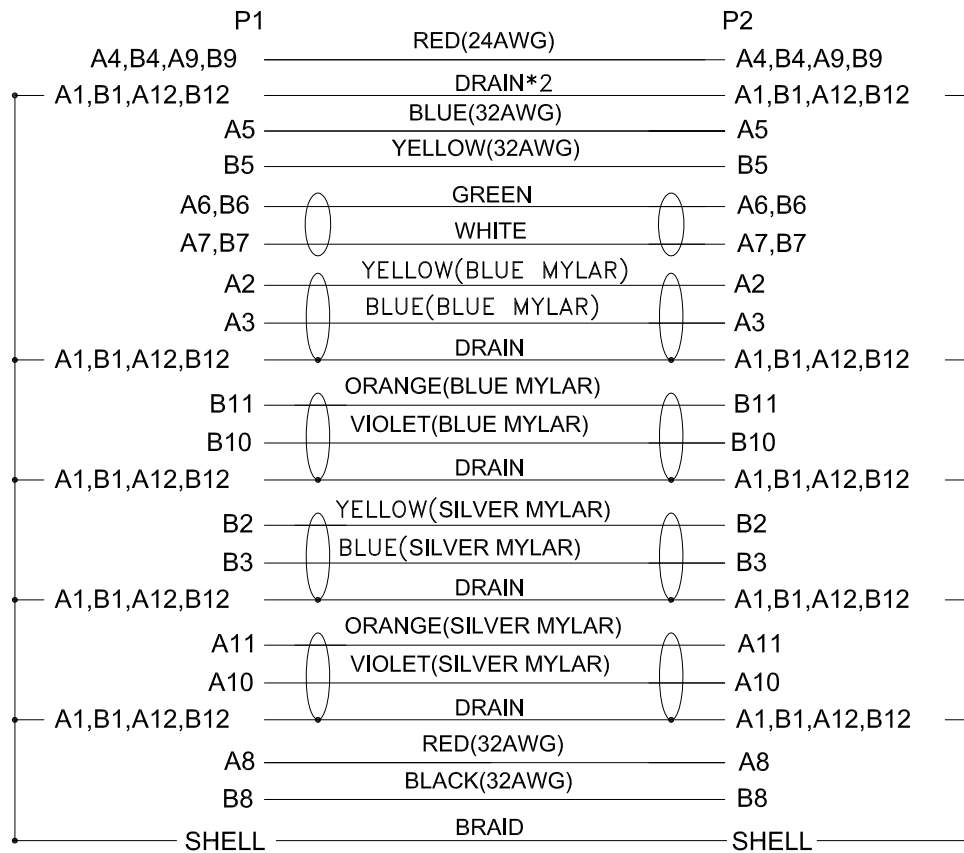 P1 P2
A4,B4,A9,B9 RED(24AWG) A4,B4,A9,B9
A1,B1,A12,B12 DRAIN*2 A1,B1,A12,B12
A5 BLUE(32AWG) A5
B5 YELLOW(32AWG) B5
A6,B6 GREEN A6,B6
A7,B7 WHITE A7,B7
A2 YELLOW(BLUE MYLAR) A2
A3 BLUE(BLUE MYLAR) A3
A1,B1,A12,B12 DRAIN A1,B1,A12,B12
B11 ORANGE(BLUE MYLAR) B11
B10 VIOLET(BLUE MYLAR) B10
A1,B1,A12,B12 DRAIN A1,B1,A12,B12
B2 YELLOW(SILVER MYLAR) B2
B3 BLUE(SILVER MYLAR) B3
A1,B1,A12,B12 DRAIN A1,B1,A12,B12
A11 ORANGE(SILVER MYLAR) A11
A10 VIOLET(SILVER MYLAR) A10
A1,B1,A12,B12 DRAIN A1,B1,A12,B12
A8 RED(32AWG) A8
B8 BLACK(32AWG) B8
SHELL BRAID SHELL